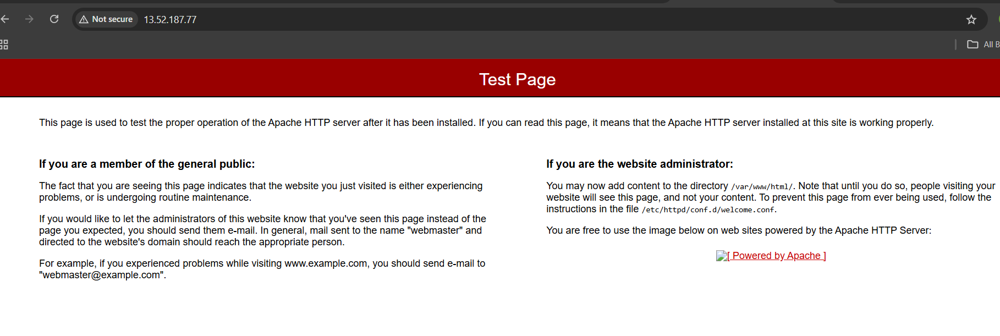 Not secure 13.52.187.77
All B
Test Page
This page is used to test the proper operation of the Apache HTTP server after it has been installed. If you can read this page, it means that the Apache HTTP server installed at this site is working properly.
If you are a member of the general public:
The fact that you are seeing this page indicates that the website you just visited is either experiencing
problems, or is undergoing routine maintenance.
If you would like to let the administrators of this website know that you've seen this page instead of the
page you expected, you should send them e-mail. In general, mail sent to the name "webmaster" and
directed to the website's domain should reach the appropriate person.
For example, if you experienced problems while visiting www.example.com, you should send e-mail to
"webmaster@example.com".
If you are the website administrator:
You may now add content to the directory /var/www/html/. Note that until you do so, people visiting your
website will see this page, and not your content. To prevent this page from ever being used, follow the
instructions in the file /etc/httpd/conf.d/welcome.conf.
You are free to use the image below on web sites powered by the Apache HTTP Server:
[ Powered by Apache ]